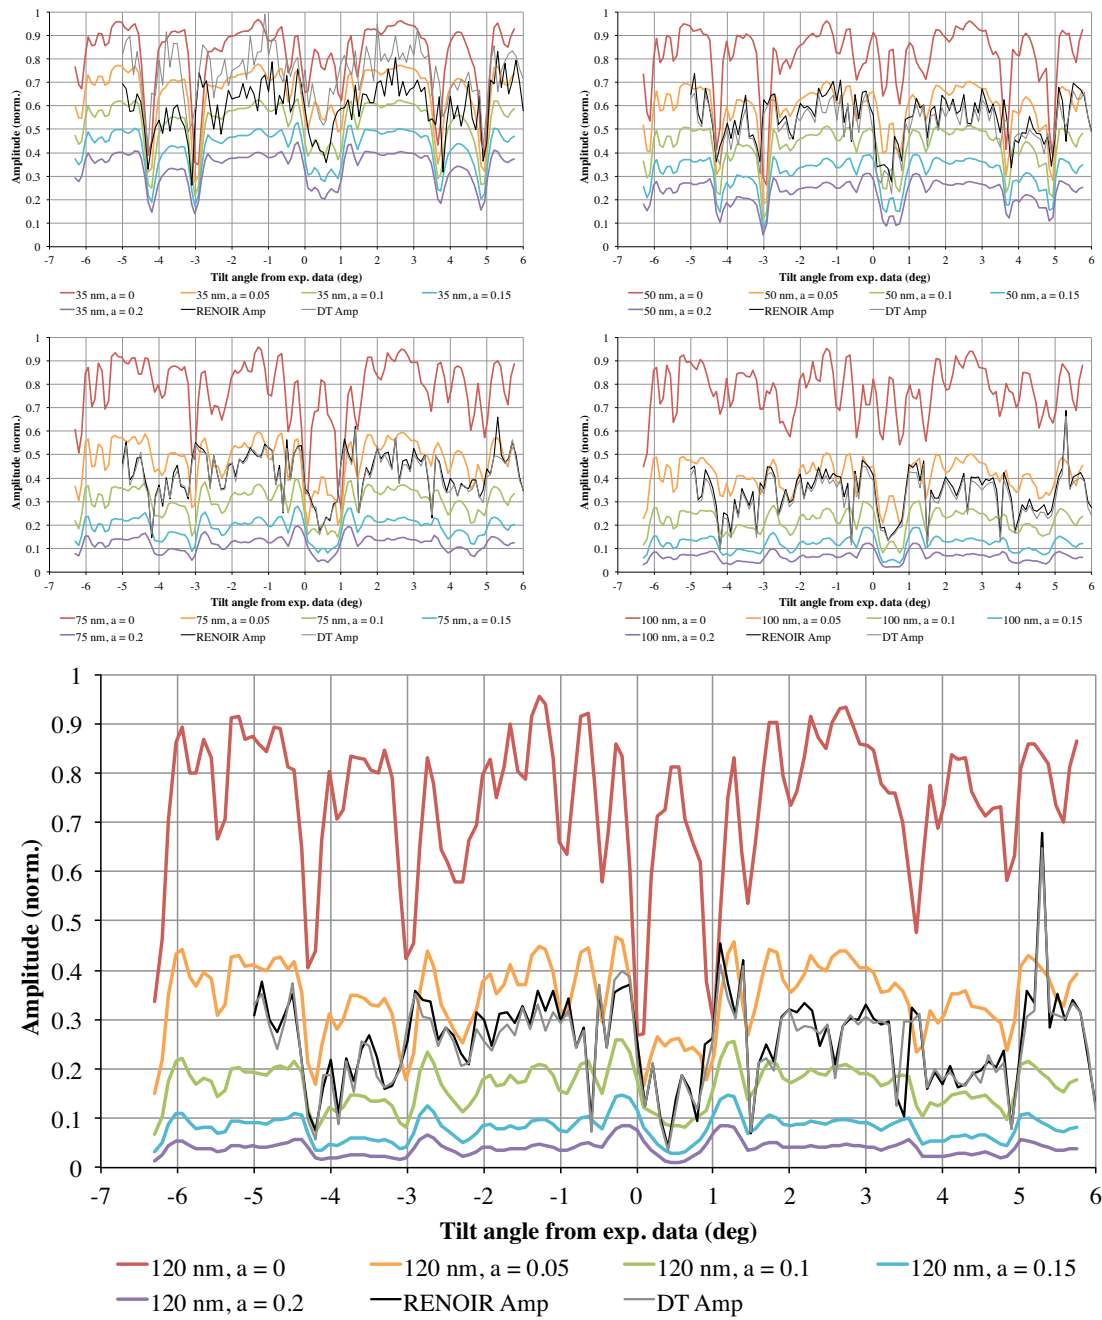 1
0.9
0.8
0.7
0.6
0.5
0.4
0.3
0.2
0.1
0
Amplitude (norm.)
-7 -6 -5 -4 -3 -2 -1 0 1 2 3 4 5 6
Tilt angle from exp. data (deg)
35 nm, a = 0 35 nm, a = 0.05 35 nm, a = 0.1 35 nm, a = 0.15
35 nm, a = 0.2 RENOIR Amp DT Amp
1
0.9
0.8
0.7
0.6
0.5
0.4
0.3
0.2
0.1
0
Amplitude (norm.)
-7 -6 -5 -4 -3 -2 -1 0 1 2 3 4 5 6
Tilt angle from exp. data (deg)
50 nm, a = 0 50 nm, a = 0.05 50 nm, a = 0.1 50 nm, a = 0.15
50 nm, a = 0.2 RENOIR Amp DT Amp
1
0.9
0.8
0.7
0.6
0.5
0.4
0.3
0.2
0.1
0
Amplitude (norm.)
-7 -6 -5 -4 -3 -2 -1 0 1 2 3 4 5 6
Tilt angle from exp. data (deg)
75 nm, a = 0 75 nm, a = 0.05 75 nm, a = 0.1 75 nm, a = 0.15
75 nm, a = 0.2 RENOIR Amp DT Amp
1
0.9
0.8
0.7
0.6
0.5
0.4
0.3
0.2
0.1
0
Amplitude (norm.)
-7 -6 -5 -4 -3 -2 -1 0 1 2 3 4 5 6
Tilt angle from exp. data (deg)
100 nm, a = 0 100 nm, a = 0.05 100 nm, a = 0.1 100 nm, a = 0.15
100 nm, a = 0.2 RENOIR Amp DT Amp
1
0.9
0.8
0.7
0.6
0.5
0.4
0.3
0.2
0.1
0
Amplitude (norm.)
-7 -6 -5 -4 -3 -2 -1 0 1 2 3 4 5 6
Tilt angle from exp. data (deg)
120 nm, a = 0 120 nm, a = 0.05 120 nm, a = 0.1 120 nm, a = 0.15
120 nm, a = 0.2 RENOIR Amp DT Amp